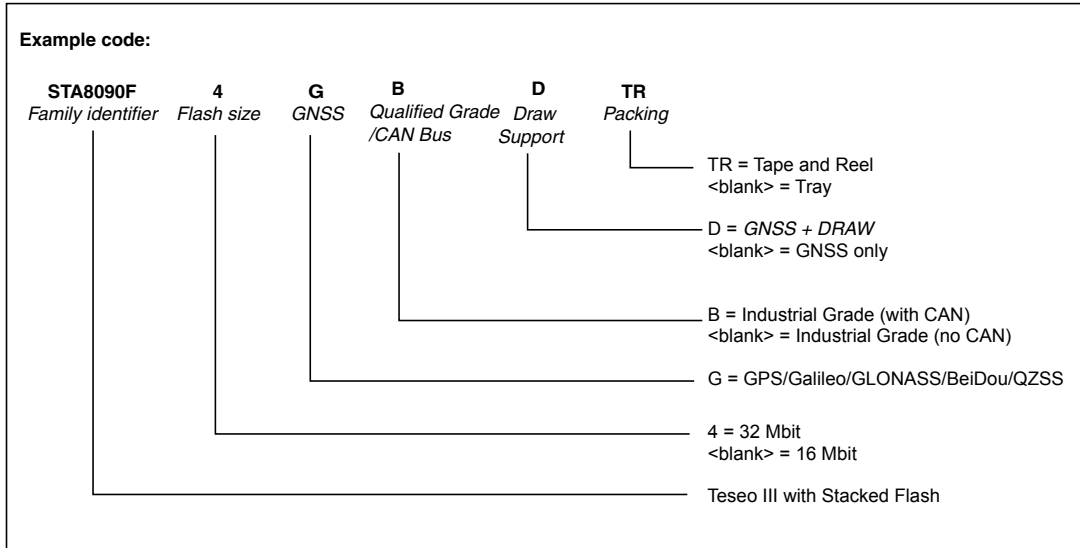 Example code:
STA8090F 4 G B D TR
Family identifier Flash size GNSS Qualified Grade Draw Packing
/CAN Bus Support
TR = Tape and Reel
<blank> = Tray
D = GNSS + DRAW
<blank> = GNSS only
B = Industrial Grade (with CAN)
<blank> = Industrial Grade (no CAN)
G = GPS/Galileo/GLONASS/BeiDou/QZSS
4 = 32 Mbit
<blank> = 16 Mbit
Teseo III with Stacked Flash